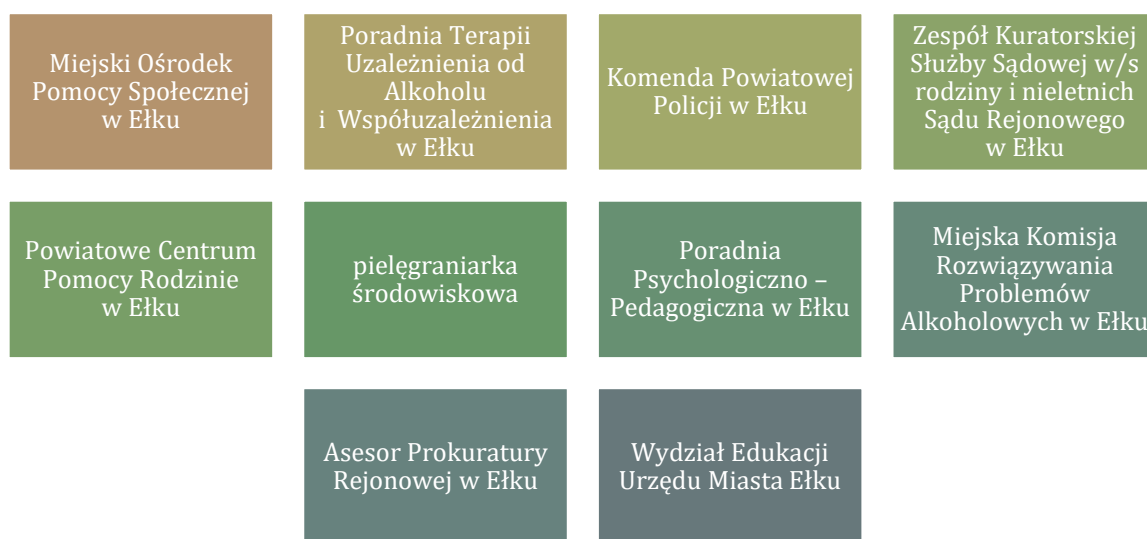 Miejski Ośrodek
Pomocy Społecznej
w Ełku
Poradnia Terapii
Uzależnienia od
Alkoholu
i Współuzależnienia
w Ełku
Komenda Powiatowej
Policji w Ełku
Zespół Kuratorskiej
Służby Sądowej w/s
rodziny i nieletnich
Sądu Rejonowego
w Ełku
Powiatowe Centrum
Pomocy Rodzinie
w Ełku
pielęgraniarka
środowiskowa
Poradnia
Psychologiczno –
Pedagogiczna w Ełku
Miejska Komisja
Rozwiązywania
Problemów
Alkoholowych w Ełku
Asesor Prokuratury
Rejonowej w Ełku
Wydział Edukacji
Urzędu Miasta Ełku